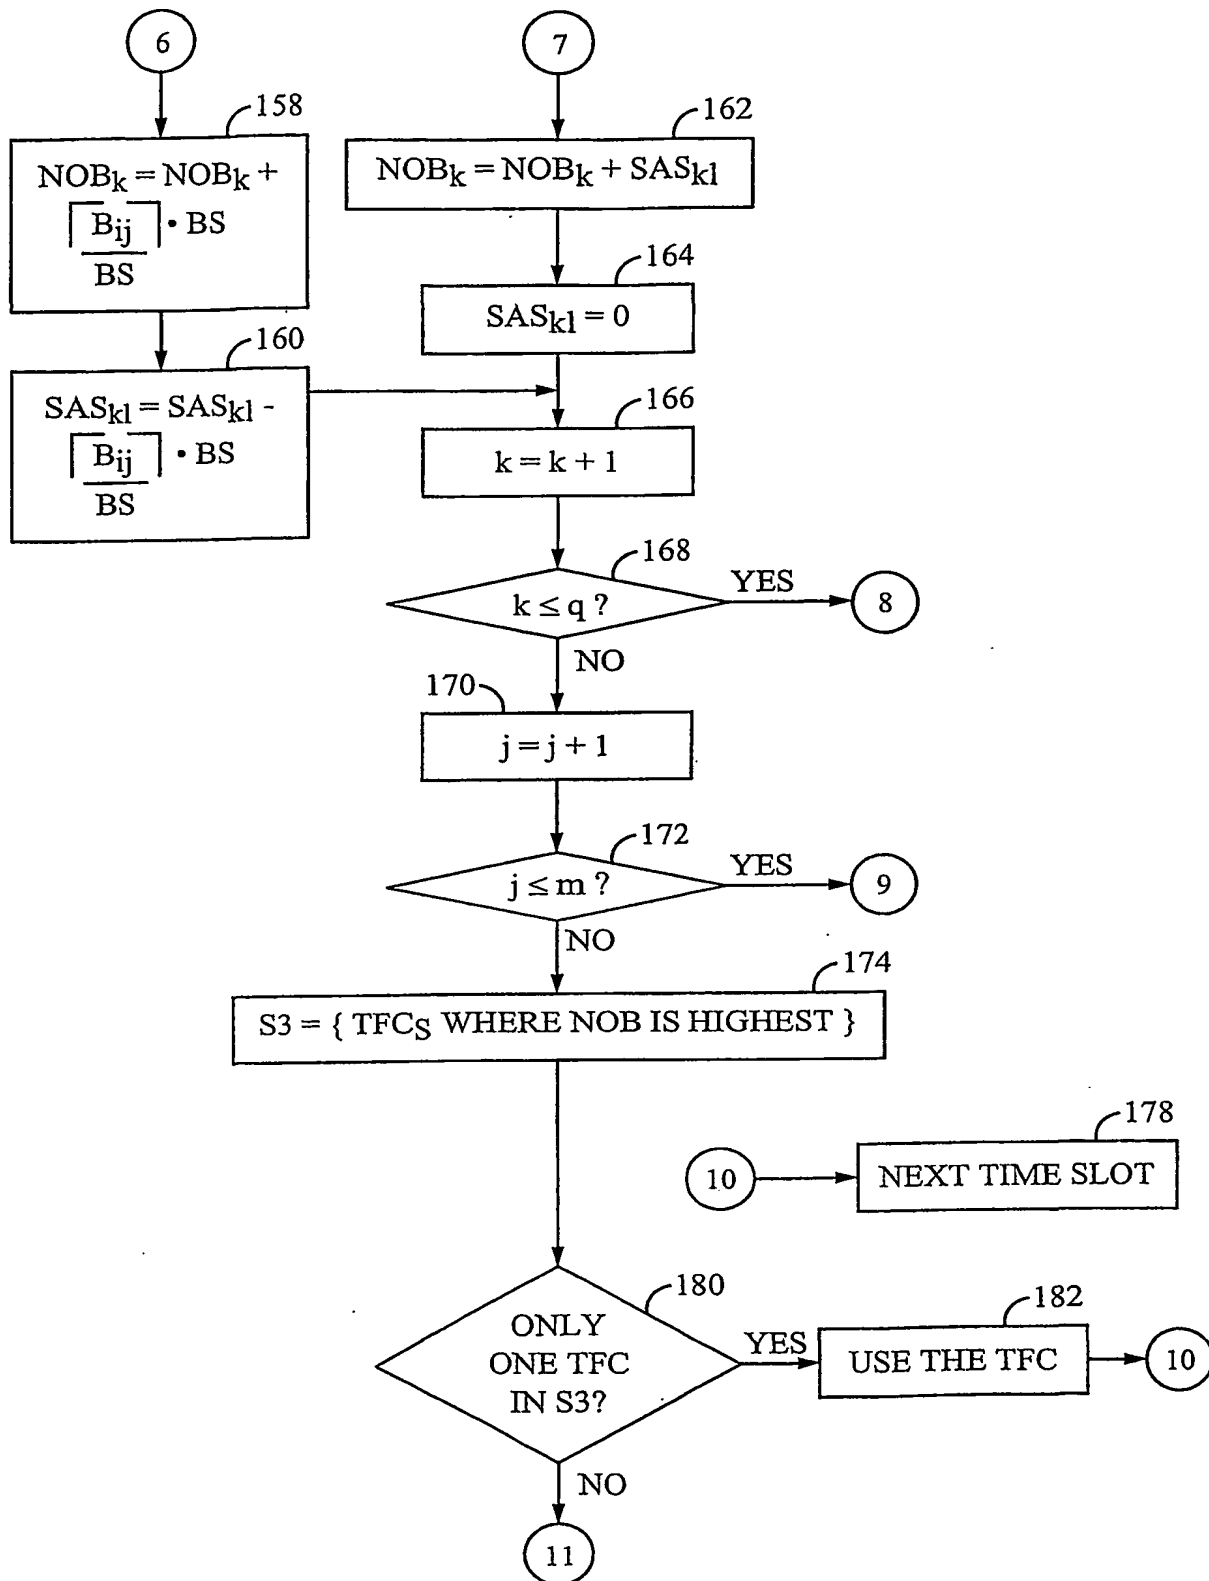 6
7
158
NOBk = NOBk +
⌈Bij⌉ • BS
BS
162
NOBk = NOBk + SASkl
164
SASkl = 0
160
SASkl = SASkl -
⌈Bij⌉ • BS
BS
166
k = k + 1
168
k ≤ q ?
YES
8
NO
170
j = j + 1
172
j ≤ m ?
YES
9
NO
174
S3 = { TFCS WHERE NOB IS HIGHEST }
178
10
NEXT TIME SLOT
180
ONLY
ONE TFC
IN S3?
YES
182
USE THE TFC
10
NO
11